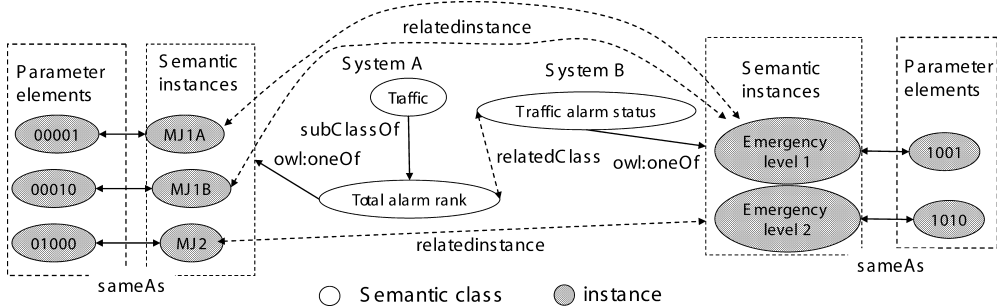 relatedinstance
System A
System B
Parameter
elements
Semantic
instances
Traffic
Traffic alarm status
Semantic
instances
Parameter
elements
00001
MJ1A
subClassOf
relatedClass
owl:oneOf
Emergency
level 1
1001
owl:oneOf
00010
MJ1B
Total alarm rank
Emergency
level 2
1010
01000
MJ2
relatedinstance
sameAs
sameAs
Semantic class
instance